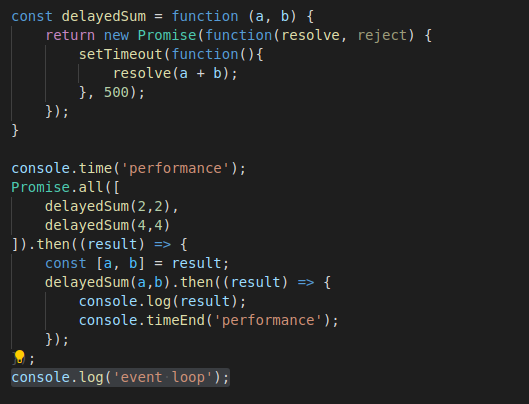 const delayedSum = function (a, b) {
    return new Promise(function(resolve, reject) {
        setTimeout(function(){
            resolve(a + b);
        }, 500);
    });
}

console.time('performance');
Promise.all([
    delayedSum(2,2),
    delayedSum(4,4)
]).then((result) => {
    const [a, b] = result;
    delayedSum(a,b).then((result) => {
        console.log(result);
        console.timeEnd('performance');
    });
});
console.log('event loop');